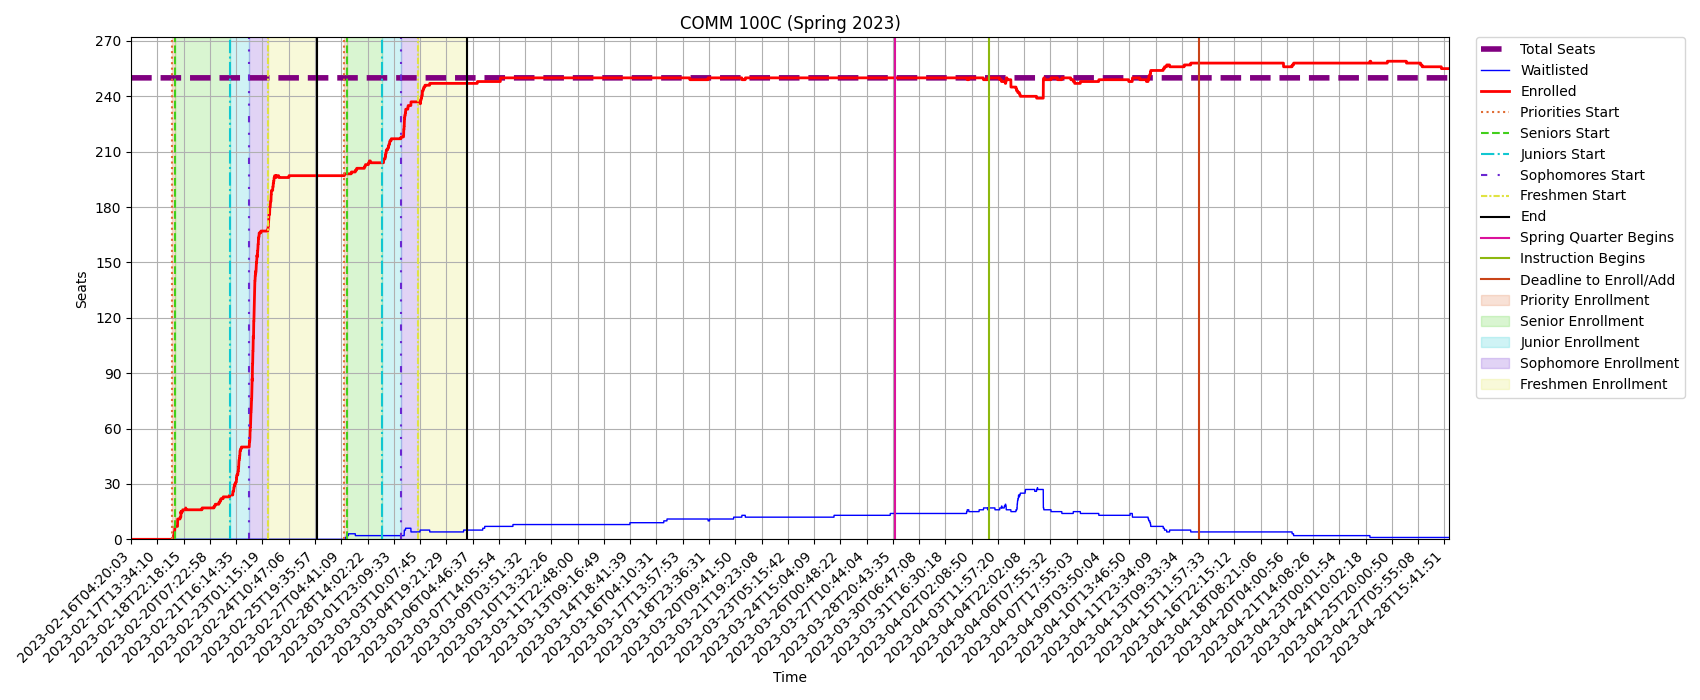 COMM 100C (Spring 2023)
270
240
210
180
150
120
90
60
30
0
Seats
2023-02-16T04:20:03
2023-02-17T13:34:10
2023-02-18T22:18:15
2023-02-20T07:22:58
2023-02-21T16:14:35
2023-02-23T01:15:19
2023-02-24T10:47:06
2023-02-25T19:35:57
2023-02-27T04:41:09
2023-02-28T14:02:22
2023-03-01T23:09:33
2023-03-03T10:07:45
2023-03-04T19:21:29
2023-03-06T04:46:37
2023-03-07T14:05:54
2023-03-09T03:51:32
2023-03-10T13:32:26
2023-03-11T22:48:00
2023-03-13T09:16:49
2023-03-14T18:41:39
2023-03-16T04:10:31
2023-03-17T13:57:53
2023-03-18T23:36:31
2023-03-20T09:41:50
2023-03-21T19:23:08
2023-03-23T05:15:42
2023-03-24T15:04:09
2023-03-26T00:48:22
2023-03-27T10:44:04
2023-03-28T20:43:35
2023-03-30T06:47:08
2023-03-31T16:30:18
2023-04-02T02:08:50
2023-04-03T11:57:20
2023-04-04T22:02:08
2023-04-06T07:55:32
2023-04-07T17:55:03
2023-04-09T03:50:04
2023-04-10T13:46:50
2023-04-11T23:34:09
2023-04-13T09:33:34
2023-04-15T11:57:33
2023-04-16T22:15:12
2023-04-18T08:21:06
2023-04-20T04:00:56
2023-04-21T14:08:26
2023-04-23T00:01:54
2023-04-24T10:02:18
2023-04-25T20:00:50
2023-04-27T05:55:08
2023-04-28T15:41:51
Time
Total Seats
Waitlisted
Enrolled
Priorities Start
Seniors Start
Juniors Start
Sophomores Start
Freshmen Start
End
Spring Quarter Begins
Instruction Begins
Deadline to Enroll/Add
Priority Enrollment
Senior Enrollment
Junior Enrollment
Sophomore Enrollment
Freshmen Enrollment